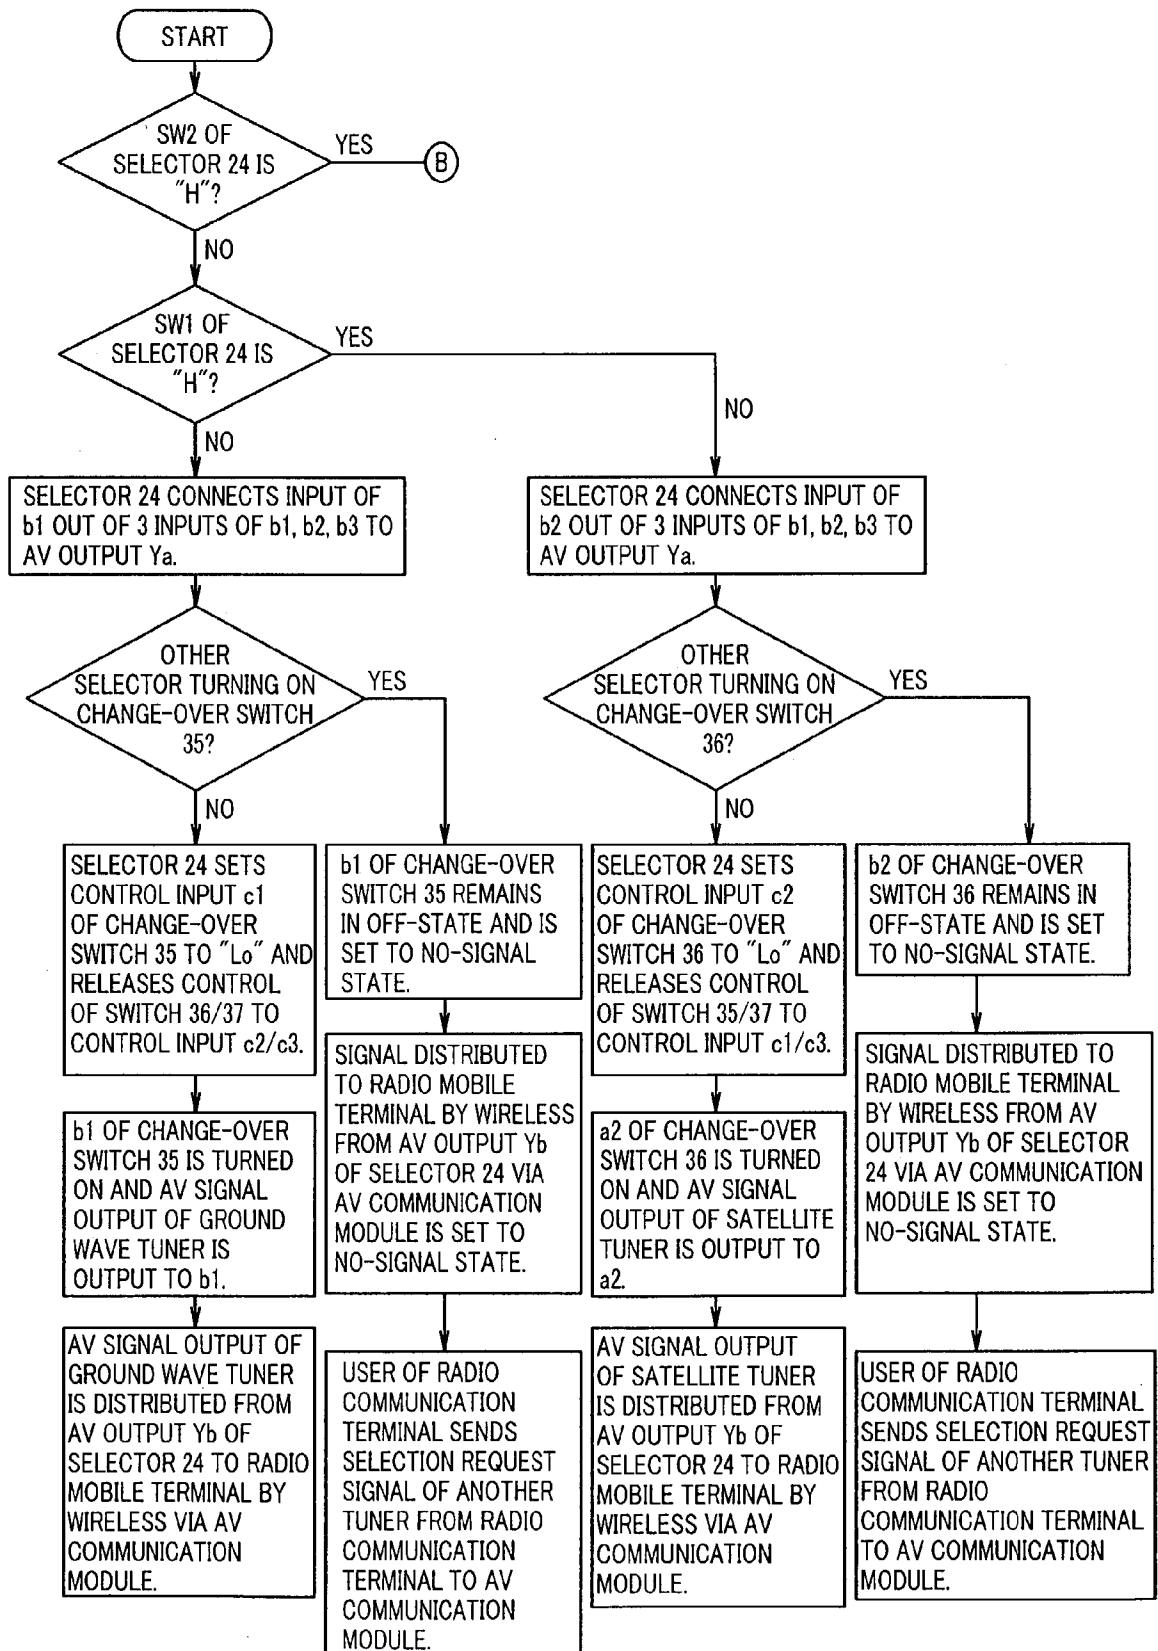 START
SW2 OF
SELECTOR 24 IS
"H"?
YES
B
NO
SW1 OF
SELECTOR 24 IS
"H"?
YES
NO
NO
SELECTOR 24 CONNECTS INPUT OF
b1 OUT OF 3 INPUTS OF b1, b2, b3 TO
AV OUTPUT Ya.
SELECTOR 24 CONNECTS INPUT OF
b2 OUT OF 3 INPUTS OF b1, b2, b3 TO
AV OUTPUT Ya.
OTHER
SELECTOR TURNING ON
CHANGE-OVER SWITCH
35?
YES
NO
OTHER
SELECTOR TURNING ON
CHANGE-OVER SWITCH
36?
YES
NO
SELECTOR 24 SETS
CONTROL INPUT c1
OF CHANGE-OVER
SWITCH 35 TO "Lo" AND
RELEASES CONTROL
OF SWITCH 36/37 TO
CONTROL INPUT c2/c3.
b1 OF CHANGE-OVER
SWITCH 35 REMAINS
IN OFF-STATE AND IS
SET TO NO-SIGNAL
STATE.
SELECTOR 24 SETS
CONTROL INPUT c2
OF CHANGE-OVER
SWITCH 36 TO "Lo" AND
RELEASES CONTROL
OF SWITCH 35/37 TO
CONTROL INPUT c1/c3.
b2 OF CHANGE-OVER
SWITCH 36 REMAINS IN
OFF-STATE AND IS SET
TO NO-SIGNAL STATE.
b1 OF CHANGE-OVER
SWITCH 35 IS TURNED
ON AND AV SIGNAL
OUTPUT OF GROUND
WAVE TUNER IS
OUTPUT TO b1.
SIGNAL DISTRIBUTED
TO RADIO MOBILE
TERMINAL BY WIRELESS
FROM AV OUTPUT Yb
OF SELECTOR 24 VIA
AV COMMUNICATION
MODULE IS SET TO
NO-SIGNAL STATE.
a2 OF CHANGE-OVER
SWITCH 36 IS TURNED
ON AND AV SIGNAL
OUTPUT OF SATELLITE
TUNER IS OUTPUT TO
a2.
SIGNAL DISTRIBUTED TO
RADIO MOBILE TERMINAL
BY WIRELESS FROM AV
OUTPUT Yb OF SELECTOR
24 VIA AV COMMUNICATION
MODULE IS SET TO
NO-SIGNAL STATE.
AV SIGNAL OUTPUT OF
GROUND WAVE TUNER
IS DISTRIBUTED FROM
AV OUTPUT Yb OF
SELECTOR 24 TO RADIO
MOBILE TERMINAL BY
WIRELESS VIA AV
COMMUNICATION
MODULE.
USER OF RADIO
COMMUNICATION
TERMINAL SENDS
SELECTION REQUEST
SIGNAL OF ANOTHER
TUNER FROM RADIO
COMMUNICATION
TERMINAL TO AV
COMMUNICATION
MODULE.
AV SIGNAL OUTPUT
OF SATELLITE TUNER
IS DISTRIBUTED FROM
AV OUTPUT Yb OF
SELECTOR 24 TO RADIO
MOBILE TERMINAL BY
WIRELESS VIA AV
COMMUNICATION
MODULE.
USER OF RADIO
COMMUNICATION TERMINAL
SENDS SELECTION REQUEST
SIGNAL OF ANOTHER TUNER
FROM RADIO
COMMUNICATION TERMINAL
TO AV COMMUNICATION
MODULE.